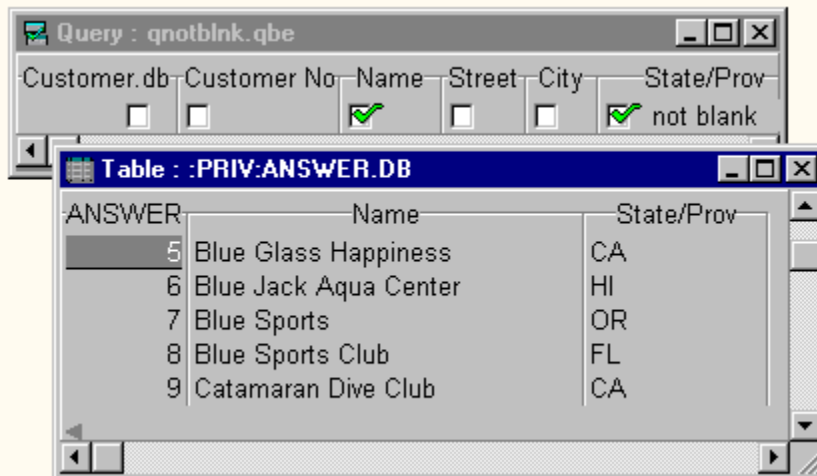 Query : qnotblnk.qbe
Customer.db Customer No Name Street City State/Prov
not blank
Table : :PRIV:ANSWER.DB
ANSWER Name State/Prov
5 Blue Glass Happiness CA
6 Blue Jack Aqua Center HI
7 Blue Sports OR
8 Blue Sports Club FL
9 Catamaran Dive Club CA